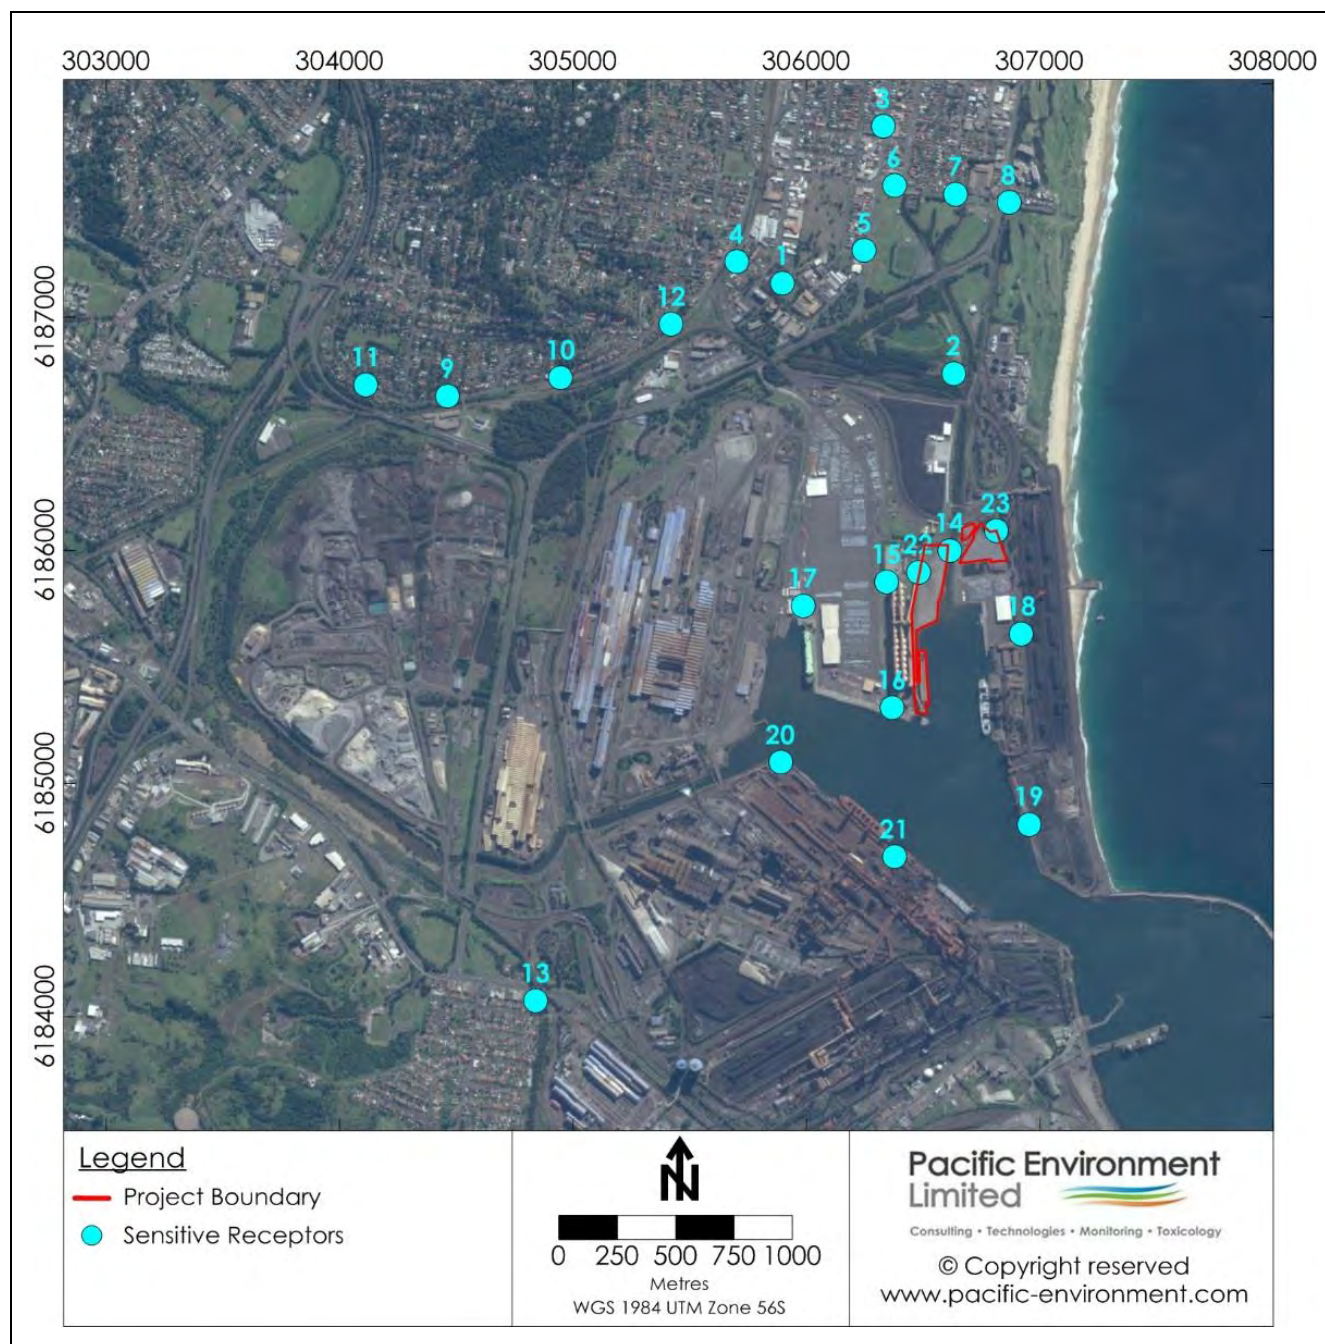 303000 304000 305000 306000 307000 308000
3
6
7
8
5
4
1
12
6187000
2
10
11
9
23
14
6186000
22
15
17
18
16
20
6185000
19
21
13
6184000
Legend
Project Boundary
Sensitive Receptors
N
0 250 500 750 1000
Metres
WGS 1984 UTM Zone 56S
Pacific Environment
Limited
Consulting • Technologies • Monitoring • Toxicology
© Copyright reserved
www.pacific-environment.com